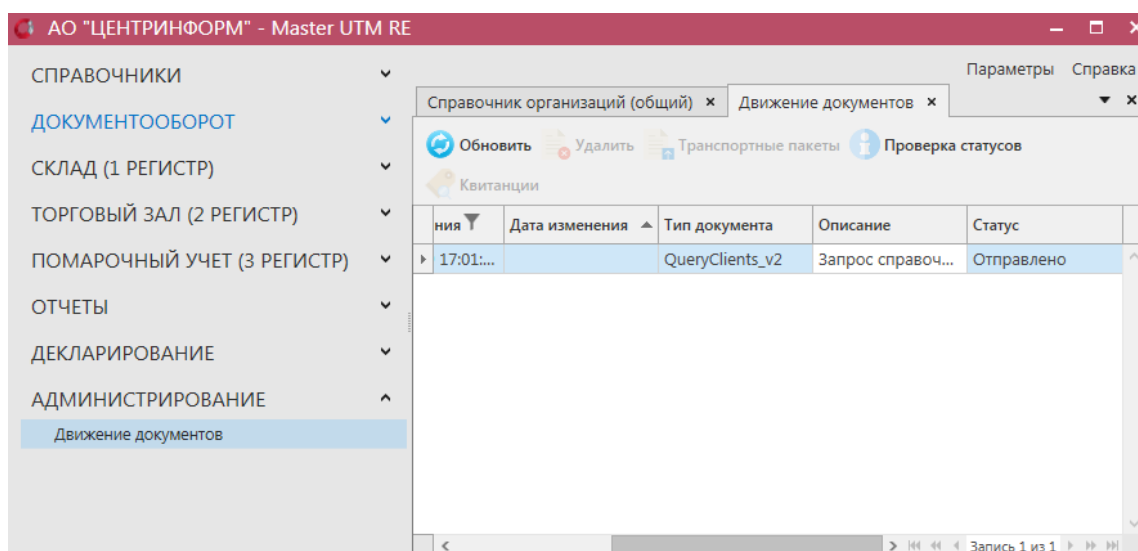 АО "ЦЕНТРИНФОРМ" - Master UTM RE
Параметры Справка
СПРАВОЧНИКИ
ДОКУМЕНТООБОРОТ
СКЛАД (1 РЕГИСТР)
ТОРГОВЫЙ ЗАЛ (2 РЕГИСТР)
ПОМАРОЧНЫЙ УЧЕТ (3 РЕГИСТР)
ОТЧЕТЫ
ДЕКЛАРИРОВАНИЕ
АДМИНИСТРИРОВАНИЕ
Движение документов
Справочник организаций (общий) Движение документов
Обновить Удалить Транспортные пакеты Проверка статусов
Квитанции
ния Дата изменения Тип документа Описание Статус
17:01:... QueryClients_v2 Запрос справоч... Отправлено
Запись 1 из 1